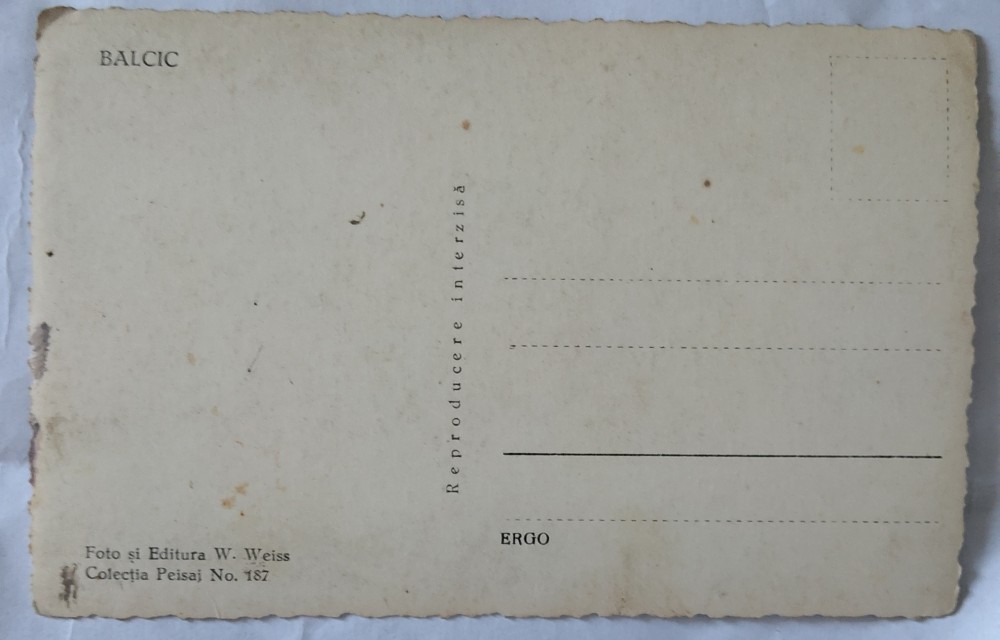 BALCIC
Reproducere interzisă
ERGO
Foto și Editura W. Weiss
Colecția Peisaj No. 187